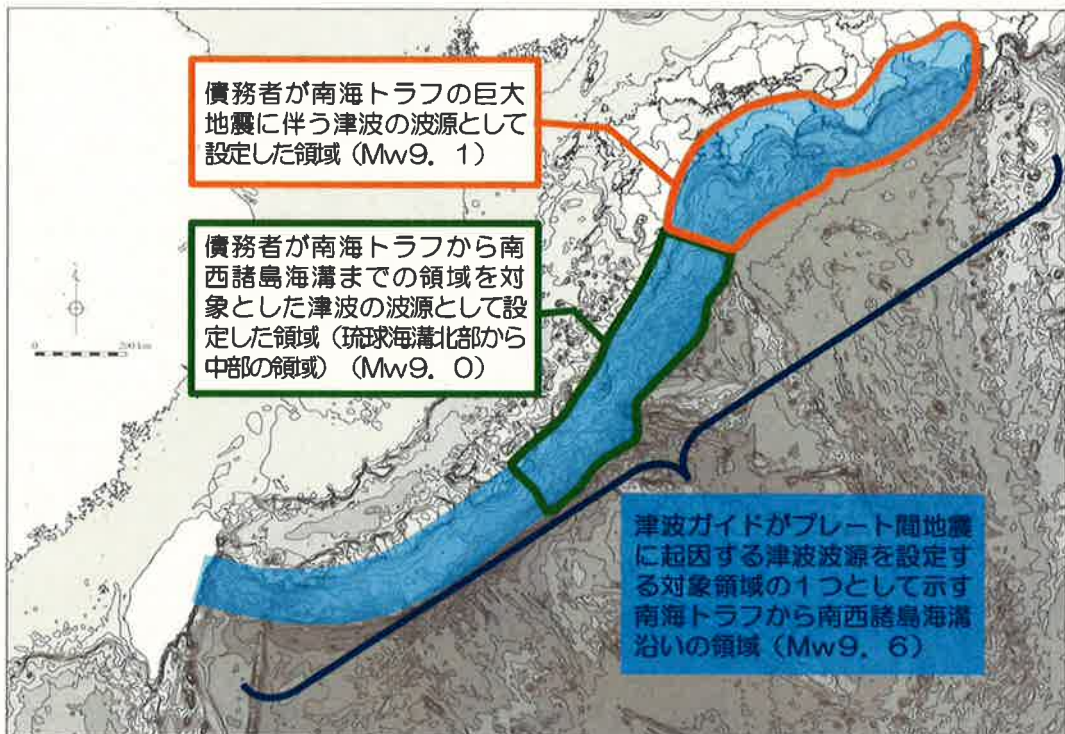 債務者が南海トラフの巨大
地震に伴う津波の波源として
設定した領域（Mw9．1）
債務者が南海トラフから南
西諸島海溝までの領域を対
象とした津波の波源として設
定した領域（琉球海溝北部から
中部の領域）（Mw9．0）
0 200 km
津波ガイドがプレート間地震
に起因する津波波源を設定す
る対象領域の1つとして示す
南海トラフから南西諸島海溝
沿いの領域（Mw9．6）